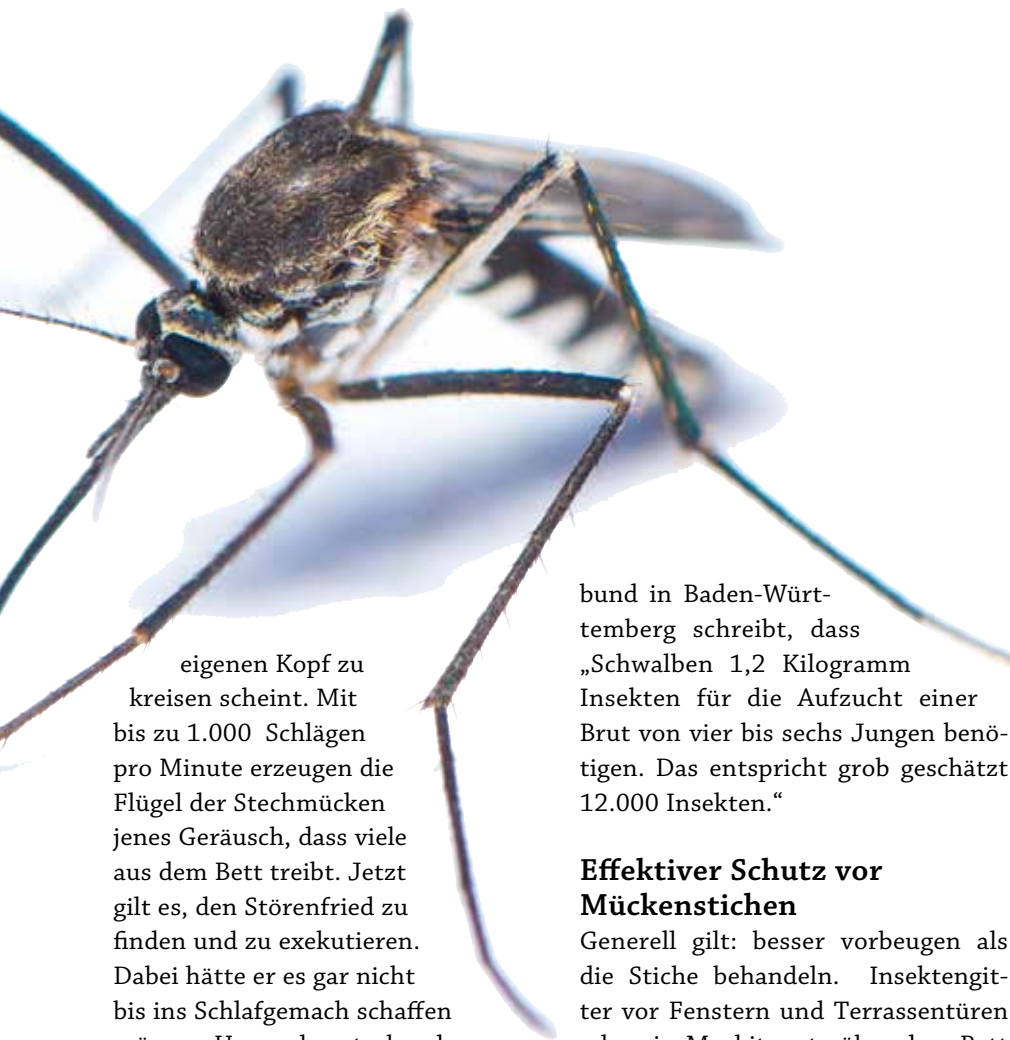 eigenen Kopf zu
kreisen scheint. Mit
bis zu 1.000 Schlägen
pro Minute erzeugen die
Flügel der Stechmücken
jenes Geräusch, dass viele
aus dem Bett treibt. Jetzt
gilt es, den Störenfried zu
finden und zu exekutieren.
Dabei hätte er es gar nicht
bis ins Schlafgemach schaffen
bund in Baden-Würt-
temberg schreibt, dass
„Schwalben 1,2 Kilogramm
Insekten für die Aufzucht einer
Brut von vier bis sechs Jungen benö-
tigen. Das entspricht grob geschätzt
12.000 Insekten.“
Effektiver Schutz vor
Mückenstichen
Generell gilt: besser vorbeugen als
die Stiche behandeln. Insektengit-
ter vor Fenstern und Terrassentüren